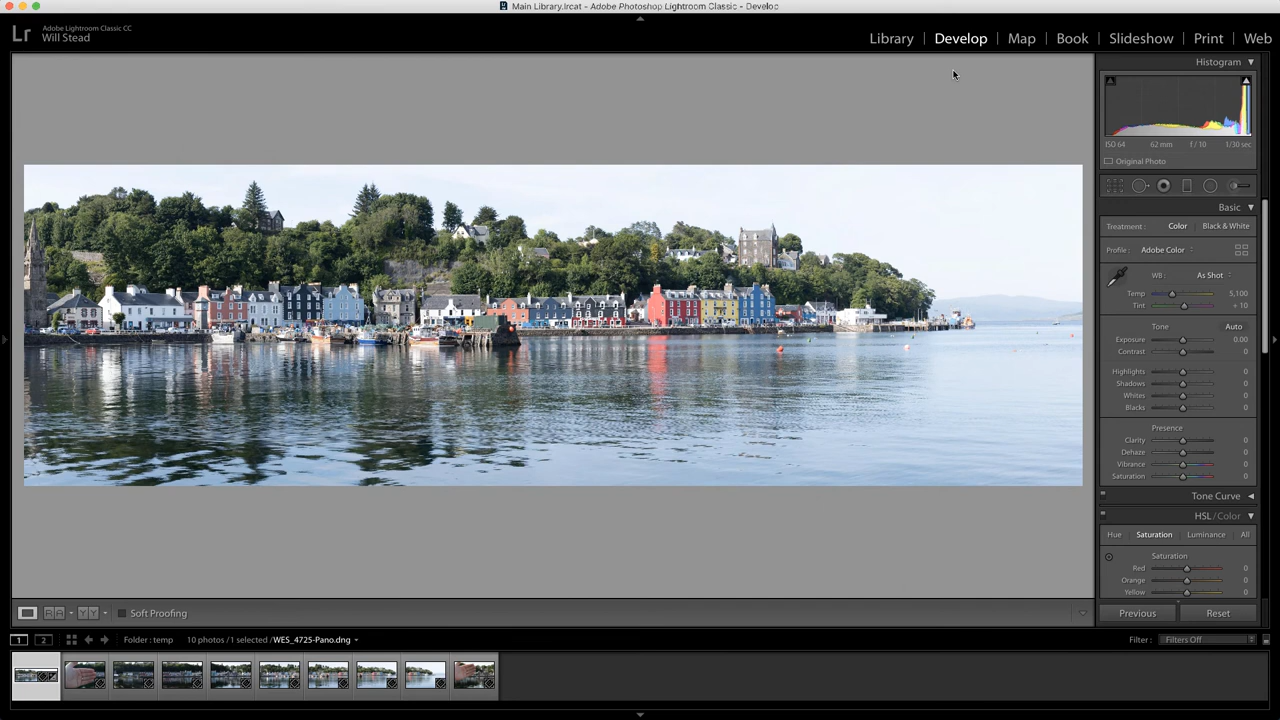 Main Library.lrcat - Adobe Photoshop Lightroom Classic - Develop
Lr
Adobe Lightroom Classic CC
Will Stead
Library | Develop | Map | Book | Slideshow | Print | Web
Histogram
ISO 64 62 mm f / 10 1/30 sec
Original Photo
Basic
Treatment: Color Black & White
Profile: Adobe Color
WB: As Shot
Temp 5,100
Tint + 10
Tone Auto
Exposure 0.00
Contrast 0
Highlights 0
Shadows 0
Whites 0
Blacks 0
Presence
Clarity 0
Dehaze 0
Vibrance 0
Saturation 0
Tone Curve
HSL / Color
Hue Saturation Luminance All
Saturation
Red 0
Orange 0
Yellow 0
Previous Reset
R A Y Y Soft Proofing
1 2 Folder : temp 10 photos / 1 selected / WES_4725-Pano.dng Filter : Filters Off